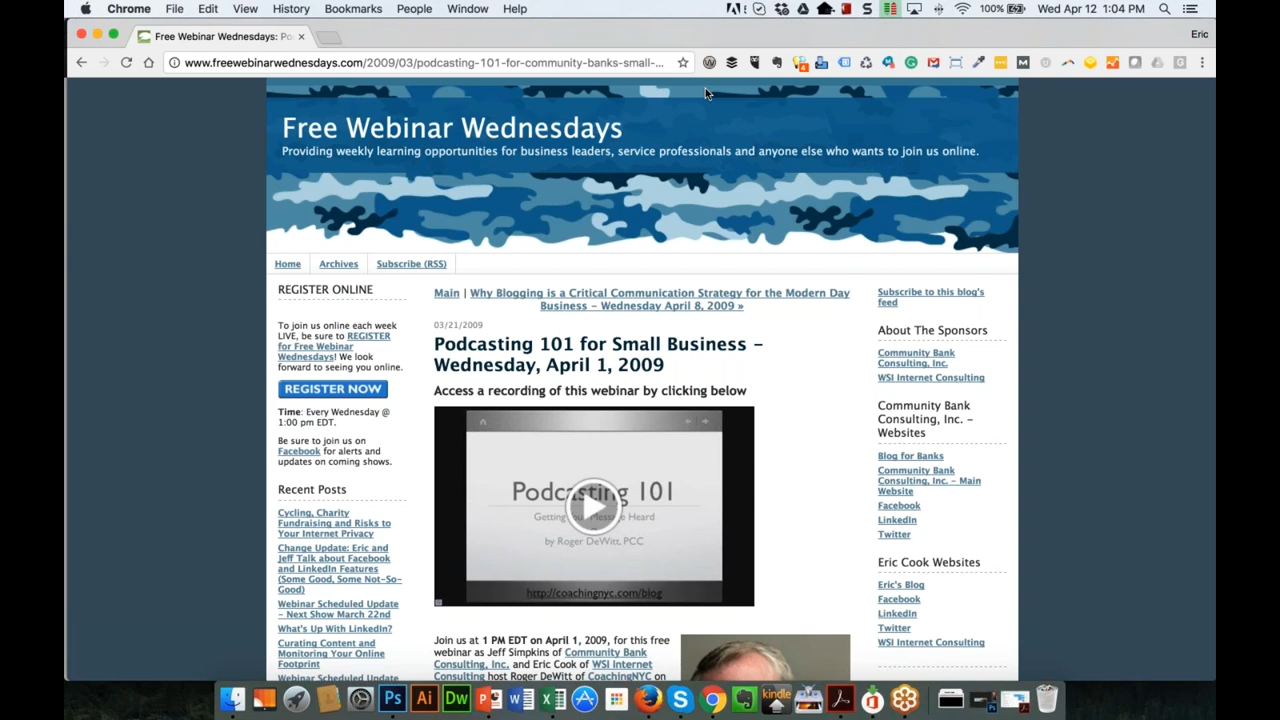 Chrome File Edit View History Bookmarks People Window Help
100% Wed Apr 12 1:04 PM
Free Webinar Wednesdays: Po
Eric
www.freewebinarwednesdays.com/2009/03/podcasting-101-for-community-banks-small-...
Free Webinar Wednesdays
Providing weekly learning opportunities for business leaders, service professionals and anyone else who wants to join us online.
Home Archives Subscribe (RSS)
REGISTER ONLINE
To join us online each week
LIVE, be sure to REGISTER
for Free Webinar
Wednesdays! We look
forward to seeing you online.
REGISTER NOW
Time: Every Wednesday @
1:00 pm EDT.
Be sure to join us on
Facebook for alerts and
updates on coming shows.
Recent Posts
Cycling, Charity
Fundraising and Risks to
Your Internet Privacy
Change Update: Eric and
Jeff Talk about Facebook
and LinkedIn Features
(Some Good, Some Not-So-
Good)
Webinar Scheduled Update
- Next Show March 22nd
What's Up With LinkedIn?
Curating Content and
Monitoring Your Online
Footprint
Webinar Scheduled Update
Main | Why Blogging is a Critical Communication Strategy for the Modern Day
Business - Wednesday April 8, 2009 »
03/21/2009
Podcasting 101 for Small Business -
Wednesday, April 1, 2009
Access a recording of this webinar by clicking below
Podcasting 101
Getting Your Message Heard
by Roger DeWitt, PCC
http://coachingnyc.com/blog
Join us at 1 PM EDT on April 1, 2009, for this free
webinar as Jeff Simpkins of Community Bank
Consulting, Inc. and Eric Cook of WSI Internet
Consulting host Roger DeWitt of CoachingNYC on
Subscribe to this blog's
feed
About The Sponsors
Community Bank
Consulting, Inc.
WSI Internet Consulting
Community Bank
Consulting, Inc. -
Websites
Blog for Banks
Community Bank
Consulting, Inc. - Main
Website
Facebook
LinkedIn
Twitter
Eric Cook Websites
Eric's Blog
Facebook
LinkedIn
Twitter
WSI Internet Consulting
Ps Ai Dw
kindle